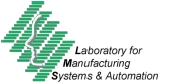 Laboratory for
Manufacturing
Systems & Automation